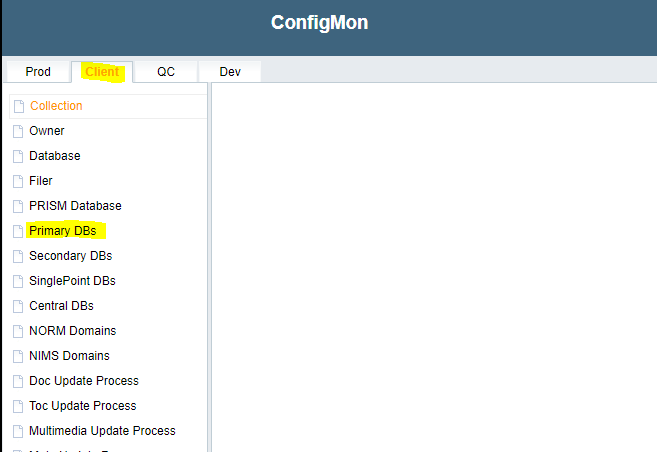 ConfigMon
Prod Client QC Dev
Collection
Owner
Database
Filer
PRISM Database
Primary DBs
Secondary DBs
SinglePoint DBs
Central DBs
NORM Domains
NIMS Domains
Doc Update Process
Toc Update Process
Multimedia Update Process